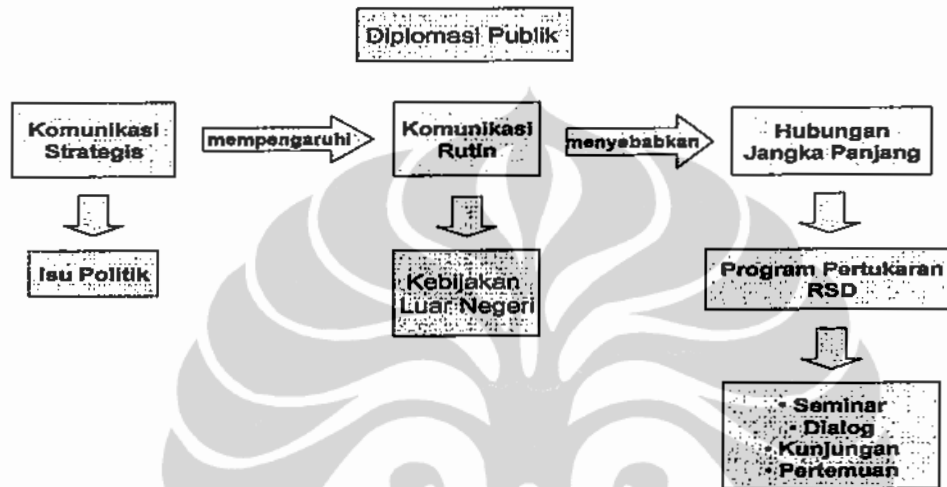 Diplomasi Publik
Komunikasi
Strategis
mempengaruhi
Komunikasi
Rutin
menyebabkan
Hubungan
Jangka Panjang
Isu Politik
Kebijakan
Luar Negeri
Program Pertukaran
RSD
• Seminar
• Dialog
• Kunjungan
• Pertemuan